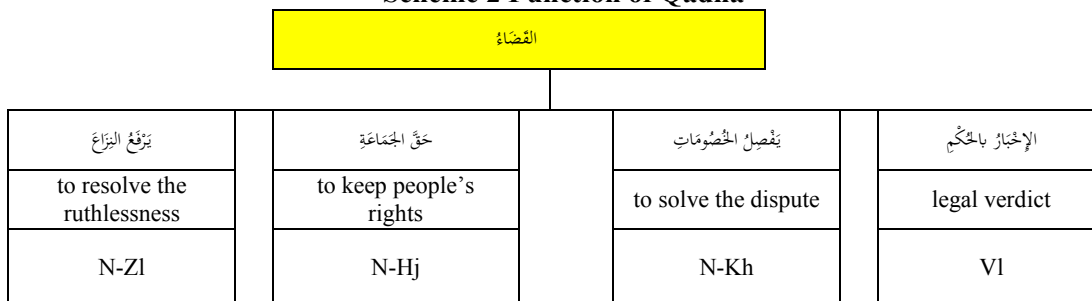 Scheme 2 Function of Qadha
القَضَاءُ
يَرْفَعُ النِزَاعَ
حَقَّ الجَمَاعَةِ
يَفْصِلُ الخُصُومَاتِ
الإِخْبَارُ بالحُكْمِ
to resolve the
ruthlessness
to keep people's
rights
to solve the dispute
legal verdict
N-Zl
N-Hj
N-Kh
Vl